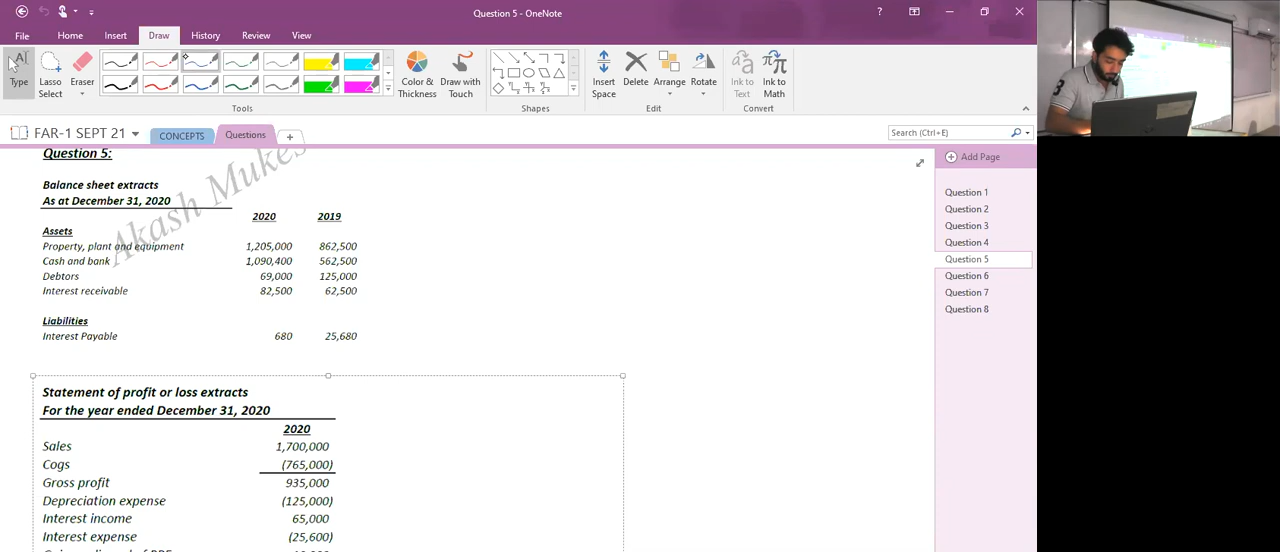 Question 5 - OneNote
?
File Home Insert Draw History Review View
Type
Lasso Select
Eraser
Color & Thickness
Draw with Touch
Insert Space
Delete
Arrange
Rotate
Ink to Text
Ink to Math
Tools
Shapes
Edit
Convert
FAR-1 SEPT 21
CONCEPTS
Questions
Search (Ctrl+E)
Add Page
Question 1
Question 2
Question 3
Question 4
Question 5
Question 6
Question 7
Question 8
Akash Mukes
Question 5:
Balance sheet extracts
As at December 31, 2020
2020 2019
Assets
Property, plant and equipment 1,205,000 862,500
Cash and bank 1,090,400 562,500
Debtors 69,000 125,000
Interest receivable 82,500 62,500
Liabilities
Interest Payable 680 25,680
Statement of profit or loss extracts
For the year ended December 31, 2020
2020
Sales 1,700,000
Cogs (765,000)
Gross profit 935,000
Depreciation expense (125,000)
Interest income 65,000
Interest expense (25,600)